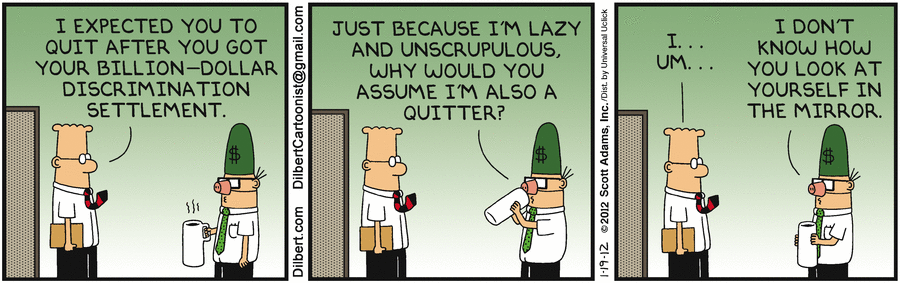 I EXPECTED YOU TO
QUIT AFTER YOU GOT
YOUR BILLION–DOLLAR
DISCRIMINATION
SETTLEMENT.
$
Dilbert.com DilbertCartoonist@gmail.com
JUST BECAUSE I'M LAZY
AND UNSCRUPULOUS,
WHY WOULD YOU
ASSUME I'M ALSO A
QUITTER?
$
1-19-12 ©2012 Scott Adams, Inc./Dist. by Universal Uclick
I...
UM...
I DON'T
KNOW HOW
YOU LOOK AT
YOURSELF IN
THE MIRROR.
$